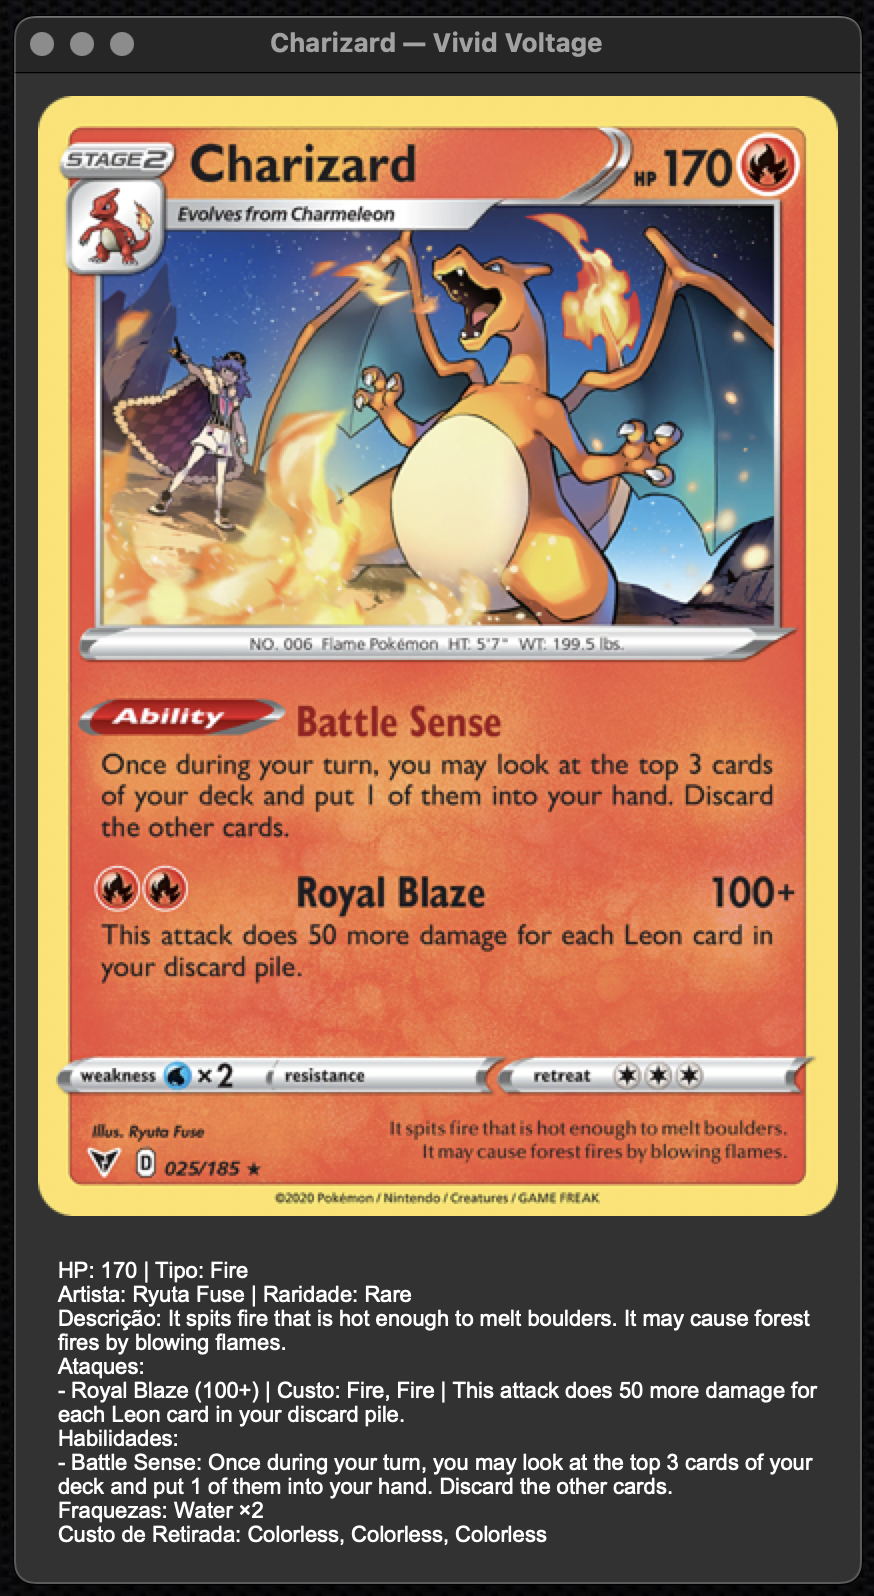 Charizard — Vivid Voltage
STAGE2
Charizard
HP 170
Evolves from Charmeleon
NO. 006 Flame Pokémon HT: 5'7" WT: 199.5 lbs.
Ability
Battle Sense
Once during your turn, you may look at the top 3 cards
of your deck and put 1 of them into your hand. Discard
the other cards.
Royal Blaze 100+
This attack does 50 more damage for each Leon card in
your discard pile.
weakness ×2 resistance retreat
Illus. Ryuta Fuse
It spits fire that is hot enough to melt boulders.
It may cause forest fires by blowing flames.
D 025/185 ★
©2020 Pokémon / Nintendo / Creatures / GAME FREAK
HP: 170 | Tipo: Fire
Artista: Ryuta Fuse | Raridade: Rare
Descrição: It spits fire that is hot enough to melt boulders. It may cause forest
fires by blowing flames.
Ataques:
- Royal Blaze (100+) | Custo: Fire, Fire | This attack does 50 more damage for
each Leon card in your discard pile.
Habilidades:
- Battle Sense: Once during your turn, you may look at the top 3 cards of your
deck and put 1 of them into your hand. Discard the other cards.
Fraquezas: Water ×2
Custo de Retirada: Colorless, Colorless, Colorless